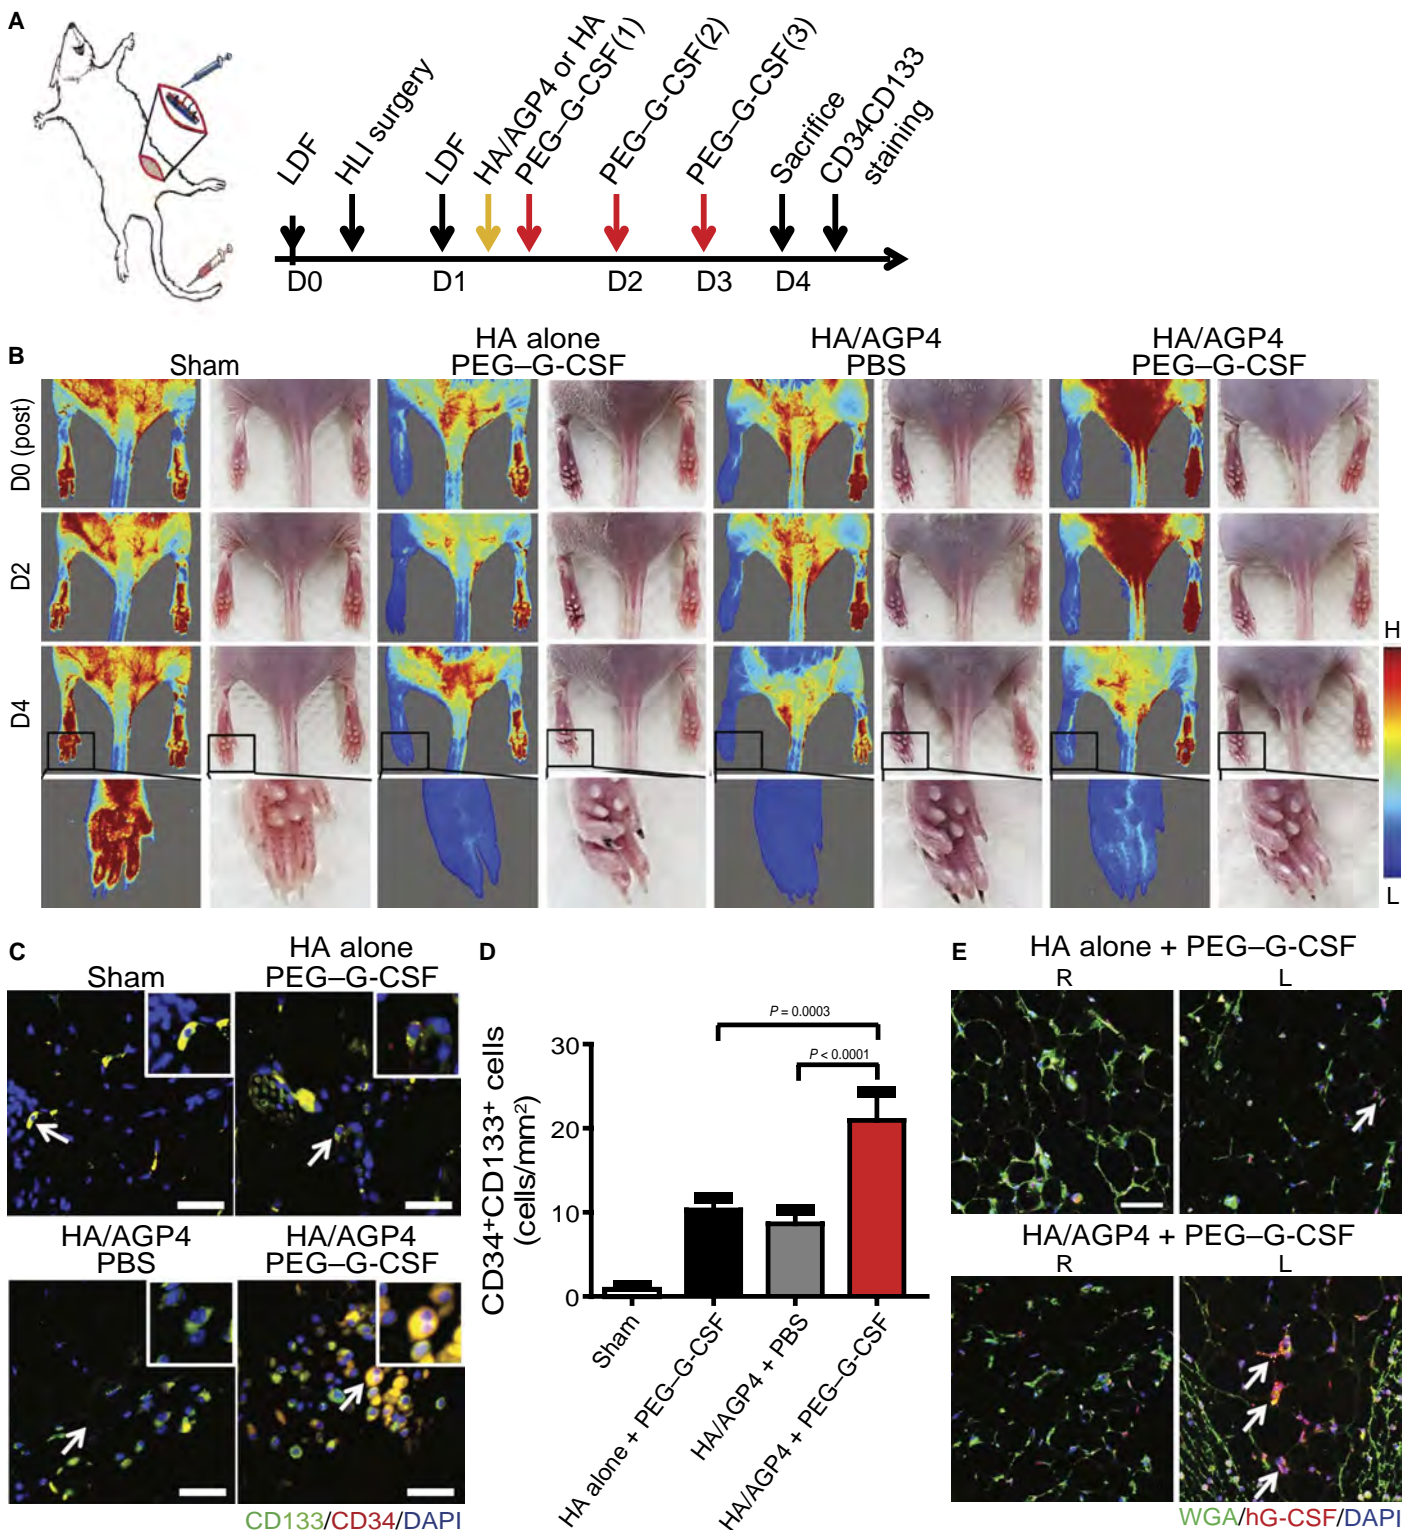 A
LDF
HLI surgery
LDF
HA/AGP4 or HA
PEG–G-CSF(1)
PEG–G-CSF(2)
PEG–G-CSF(3)
Sacrifice
CD34CD133
staining
D0
D1
D2
D3
D4
B
Sham
HA alone
PEG–G-CSF
HA/AGP4
PBS
HA/AGP4
PEG–G-CSF
D0 (post)
D2
D4
H
L
C
Sham
HA alone
PEG–G-CSF
HA/AGP4
PBS
HA/AGP4
PEG–G-CSF
CD133/CD34/DAPI
D
CD34⁺CD133⁺ cells
(cells/mm²)
30
20
10
0
P = 0.0003
P < 0.0001
Sham
HA alone + PEG–G-CSF
HA/AGP4 + PBS
HA/AGP4 + PEG–G-CSF
E
HA alone + PEG–G-CSF
R
L
HA/AGP4 + PEG–G-CSF
R
L
WGA/hG-CSF/DAPI